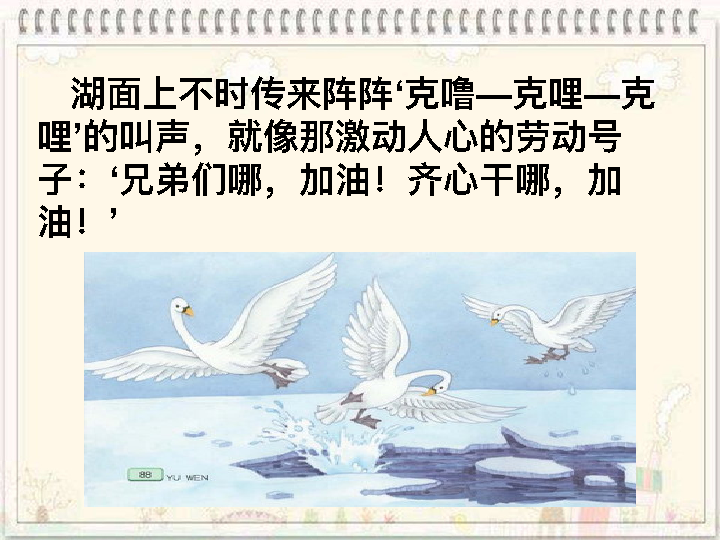 湖面上不时传来阵阵‘克噜—克哩—克
哩’的叫声，就像那激动人心的劳动号
子：‘兄弟们哪，加油！齐心干哪，加
油！’
88 YU WEN